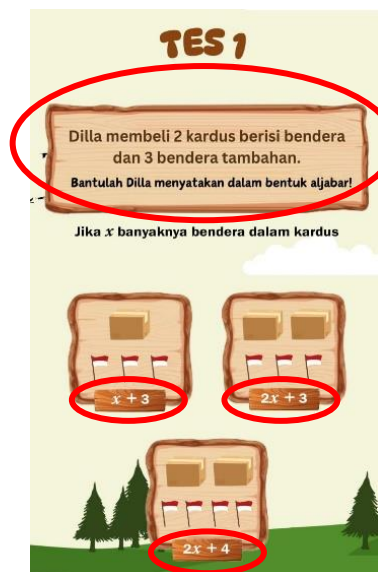 TES 1
Dilla membeli 2 kardus berisi bendera
dan 3 bendera tambahan.
Bantulah Dilla menyatakan dalam bentuk aljabar!
Jika x banyaknya bendera dalam kardus
x + 3
2x + 3
2x + 4